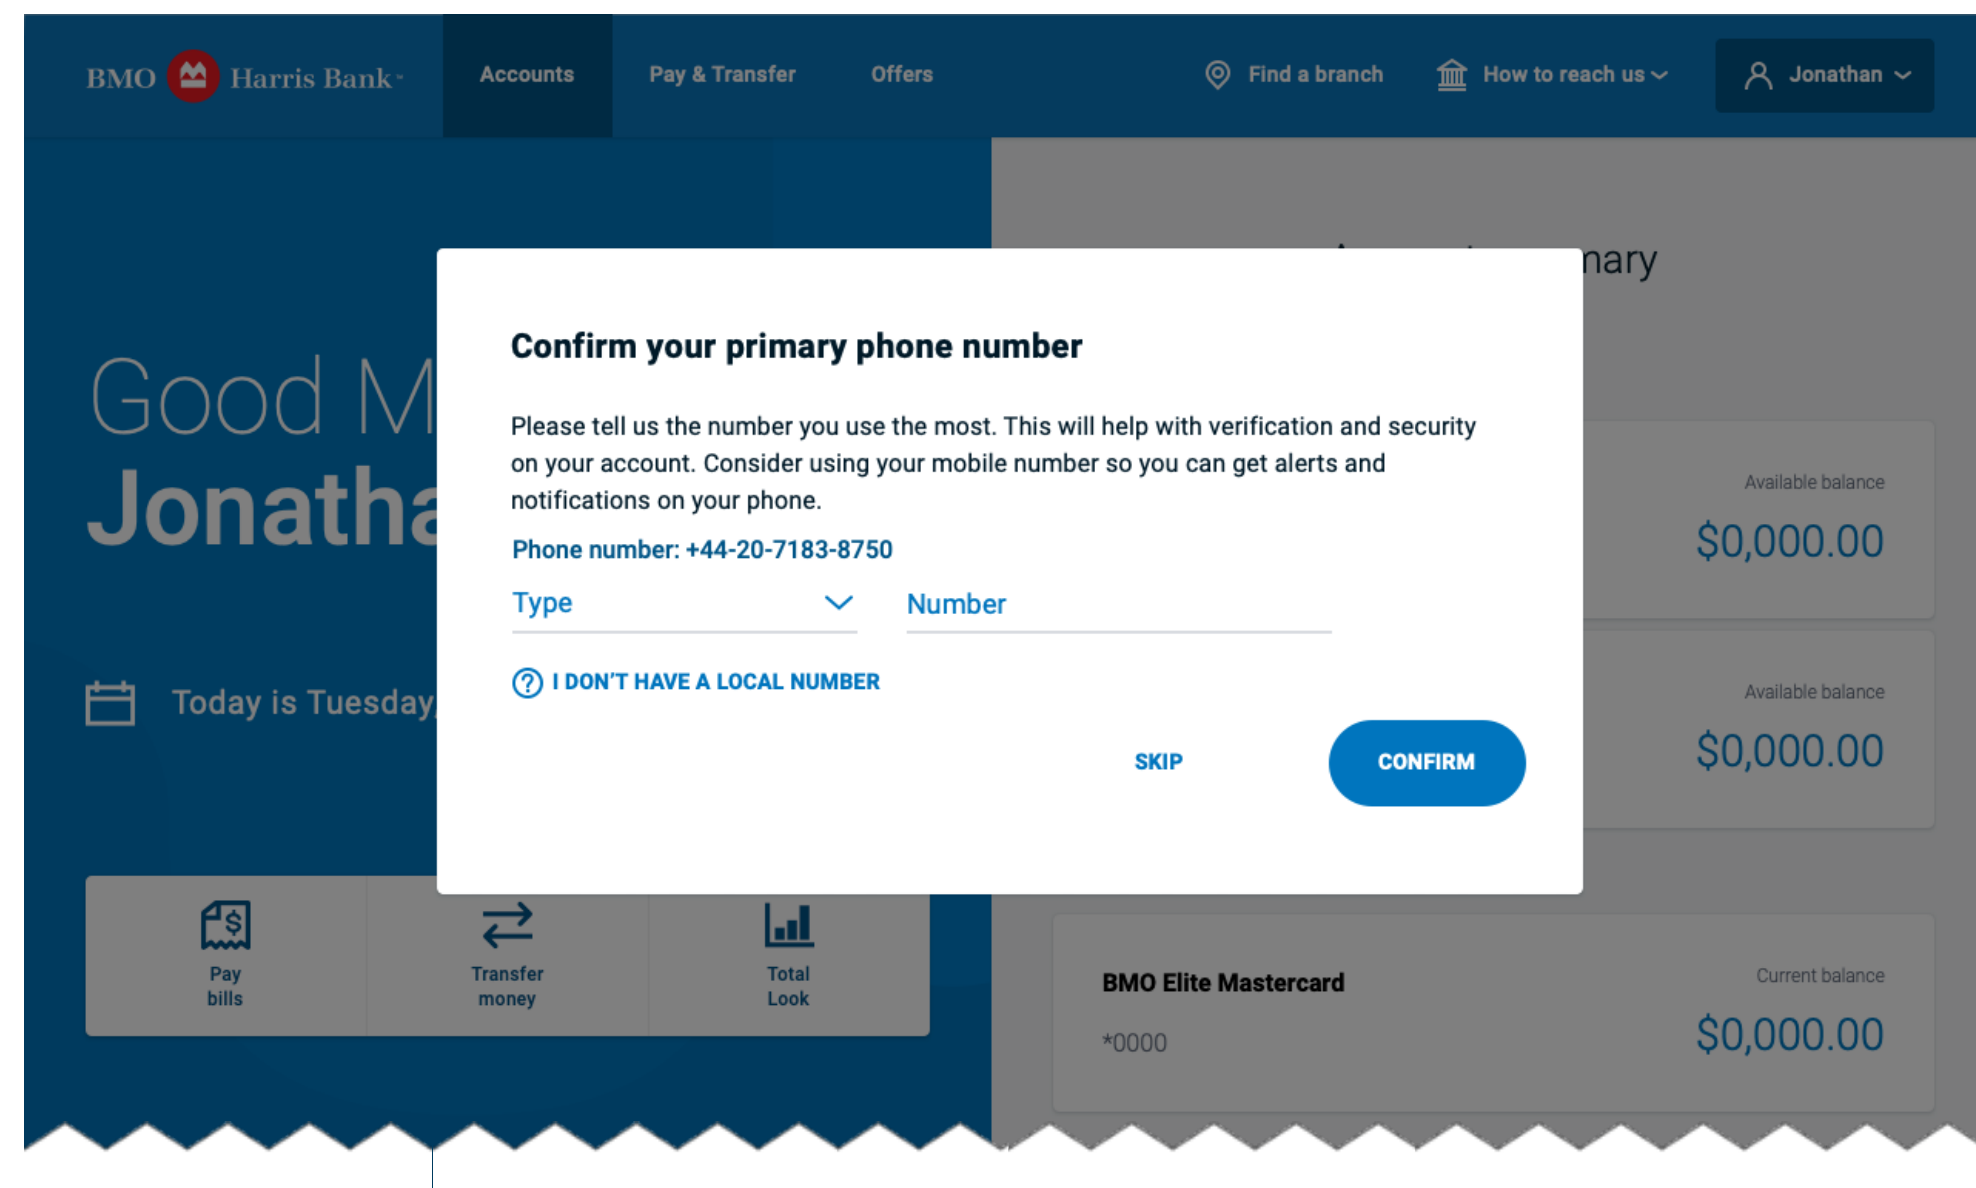 BMO Harris Bank™
Accounts
Pay & Transfer
Offers
Find a branch
How to reach us
Jonathan
Good M
Jonatha
Today is Tuesday,
mary
Confirm your primary phone number
Please tell us the number you use the most. This will help with verification and security
on your account. Consider using your mobile number so you can get alerts and
notifications on your phone.
Phone number: +44-20-7183-8750
Type
Number
? I DON'T HAVE A LOCAL NUMBER
SKIP
CONFIRM
Available balance
$0,000.00
Available balance
$0,000.00
Pay
bills
Transfer
money
Total
Look
BMO Elite Mastercard
*0000
Current balance
$0,000.00